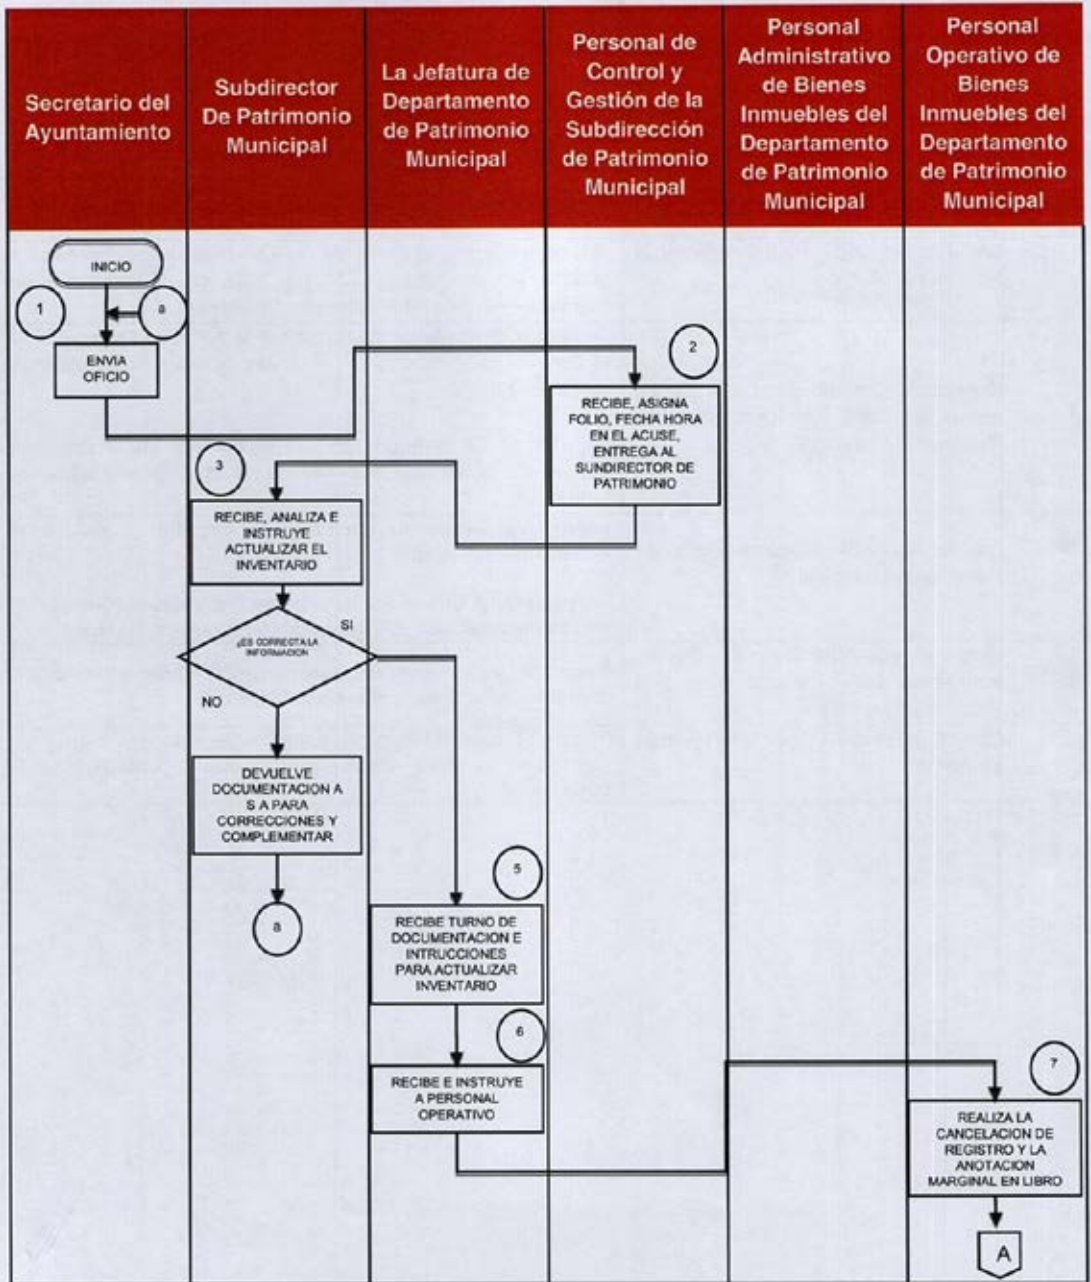 Secretario del
Ayuntamiento
Subdirector
De Patrimonio
Municipal
La Jefatura de
Departamento
de Patrimonio
Municipal
Personal de
Control y
Gestión de la
Subdirección
de Patrimonio
Municipal
Personal
Administrativo
de Bienes
Inmuebles del
Departamento
de Patrimonio
Municipal
Personal
Operativo de
Bienes
Inmuebles del
Departamento
de Patrimonio
Municipal
INICIO
1
a
ENVIA
OFICIO
2
RECIBE, ASIGNA
FOLIO, FECHA HORA
EN EL ACUSE,
ENTREGA AL
SUNDIRECTOR DE
PATRIMONIO
3
RECIBE, ANALIZA E
INSTRUYE
ACTUALIZAR EL
INVENTARIO
¿ES CORRECTA LA
INFORMACION
SI
NO
DEVUELVE
DOCUMENTACION A
S A PARA
CORRECCIONES Y
COMPLEMENTAR
a
5
RECIBE TURNO DE
DOCUMENTACION E
INTRUCCIONES
PARA ACTUALIZAR
INVENTARIO
6
RECIBE E INSTRUYE
A PERSONAL
OPERATIVO
7
REALIZA LA
CANCELACION DE
REGISTRO Y LA
ANOTACION
MARGINAL EN LIBRO
A